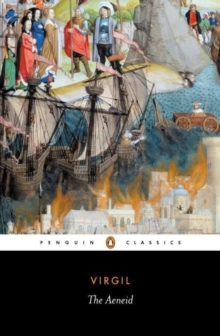 PENGUIN CLASSICS
VIRGIL
The Aeneid